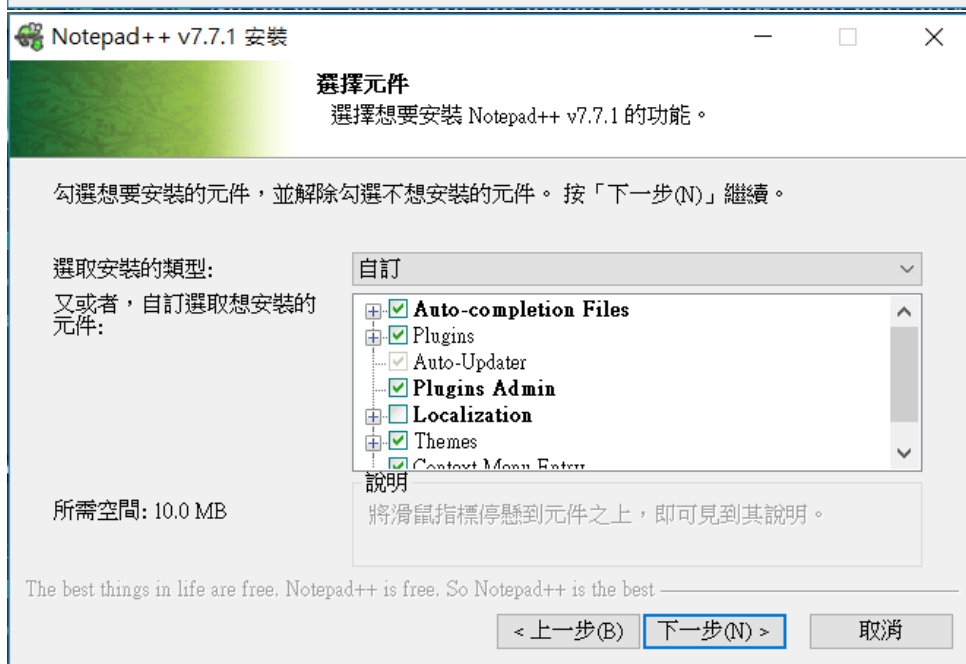 Notepad++ v7.7.1 安裝
選擇元件
選擇想要安裝 Notepad++ v7.7.1 的功能。
勾選想要安裝的元件，並解除勾選不想安裝的元件。 按「下一步(N)」繼續。
選取安裝的類型:
自訂
又或者，自訂選取想安裝的
元件:
Auto-completion Files
Plugins
Auto-Updater
Plugins Admin
Localization
Themes
Context Menu Entry
所需空間: 10.0 MB
說明
將滑鼠指標停懸到元件之上，即可見到其說明。
The best things in life are free. Notepad++ is free. So Notepad++ is the best
< 上一步(B)
下一步(N) >
取消